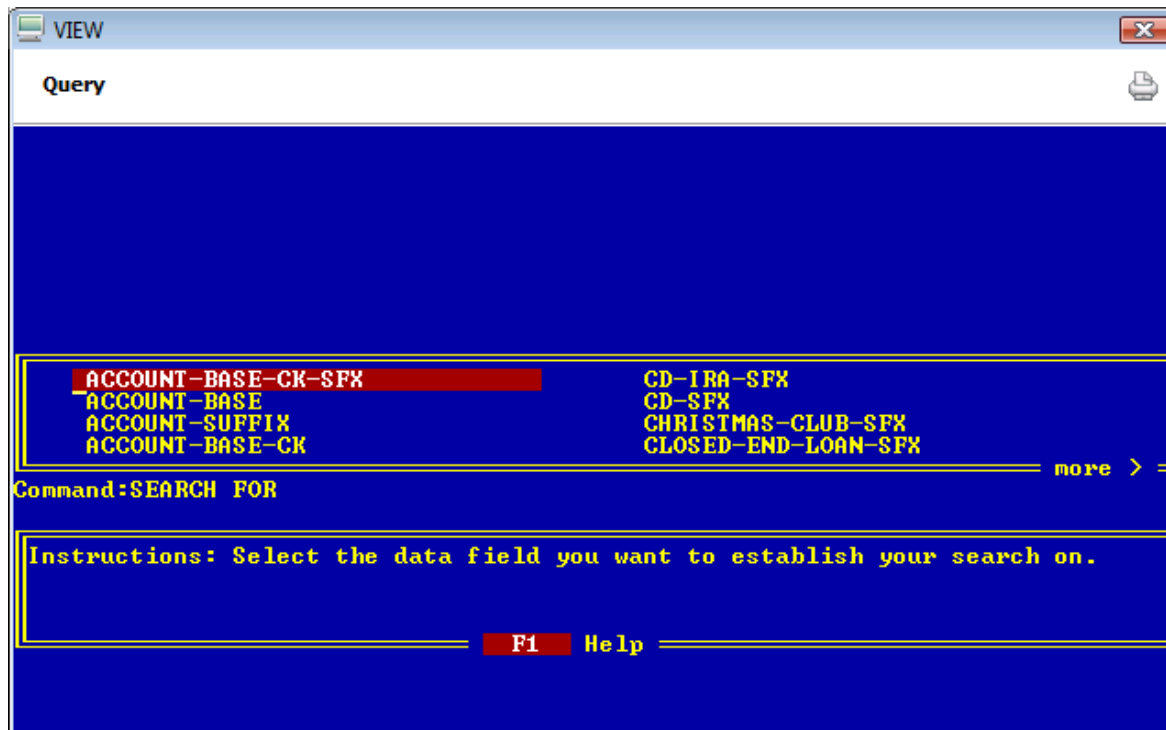 VIEW
Query
ACCOUNT-BASE-CK-SFX CD-IRA-SFX
ACCOUNT-BASE CD-SFX
ACCOUNT-SUFFIX CHRISTMAS-CLUB-SFX
ACCOUNT-BASE-CK CLOSED-END-LOAN-SFX
more >
Command:SEARCH FOR
Instructions: Select the data field you want to establish your search on.
F1 Help